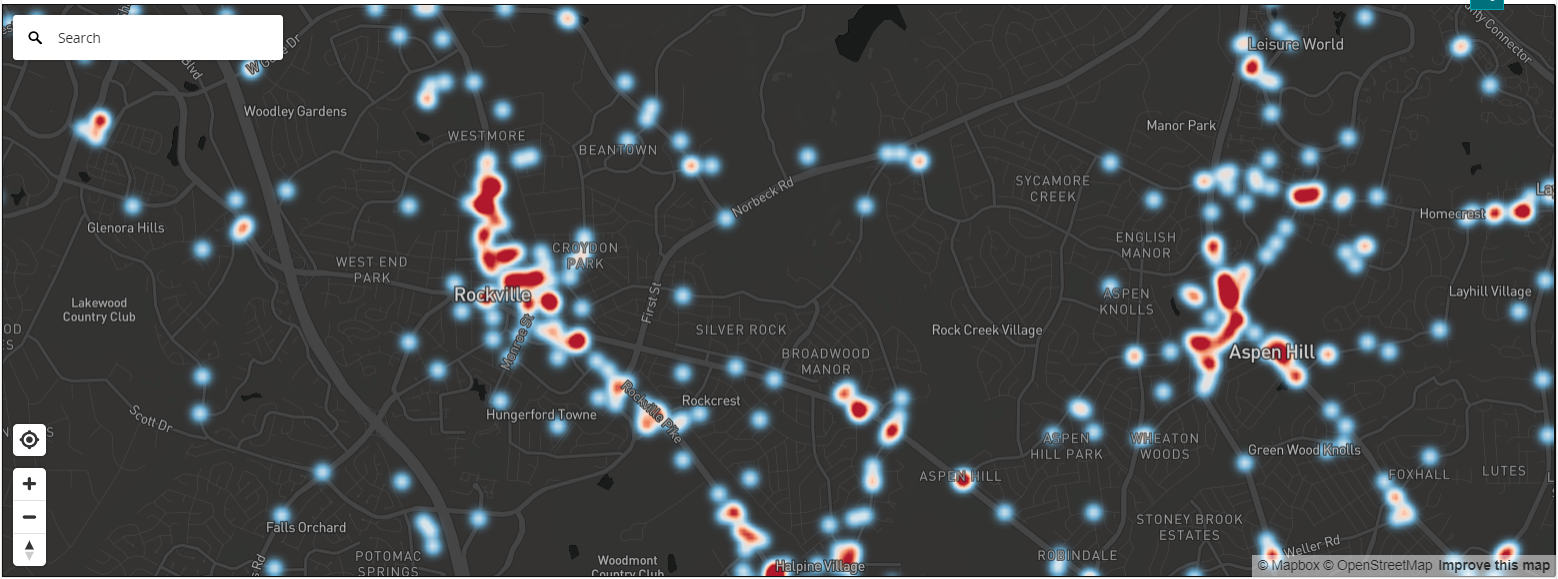 Search
W Gude Dr
Blvd
Leisure World
Woodley Gardens
WESTMORE
BEANTOWN
Manor Park
Norbeck Rd
SYCAMORE
CREEK
Homecrest
Glenora Hills
WEST END
PARK
CROYDON
PARK
ENGLISH
MANOR
Rockville
ASPEN
KNOLLS
Layhill Village
Lakewood
Country Club
First St
Monroe St
SILVER ROCK
Rock Creek Village
BROADWOOD
MANOR
Aspen Hill
Rockville Pike
Rockcrest
Hungerford Towne
Scott Dr
ASPEN
HILL PARK
WHEATON
WOODS
Green Wood Knolls
ASPEN HILL
FOXHALL
LUTES
Falls Orchard
STONEY BROOK
ESTATES
POTOMAC
SPRINGS
Woodmont
Country Club
Halpine Village
ROBINDALE
Weller Rd
© Mapbox © OpenStreetMap Improve this map